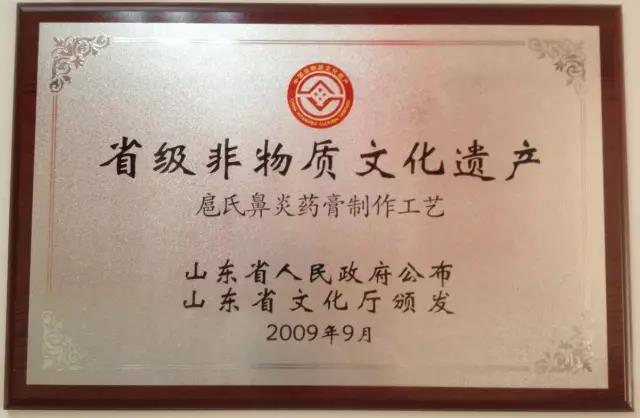 省级非物质文化遗产
扈氏鼻炎药膏制作工艺
山东省人民政府公布
山东省文化厅颁发
2009年9月